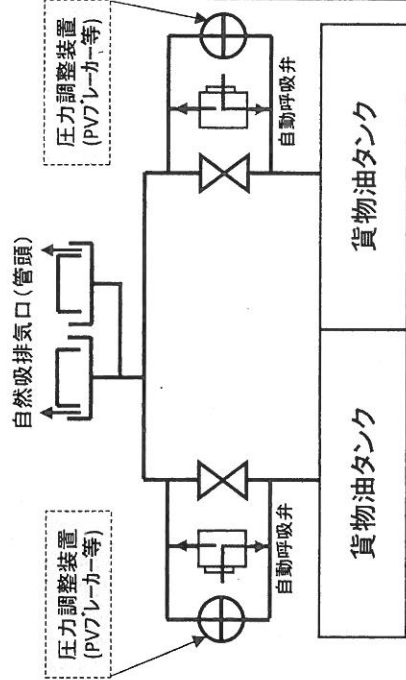 自然吸排気口(管頭)
圧力調整装置
(PVブレーカー等)
圧力調整装置
(PVブレーカー等)
自動呼吸弁
自動呼吸弁
貨物油タンク
貨物油タンク